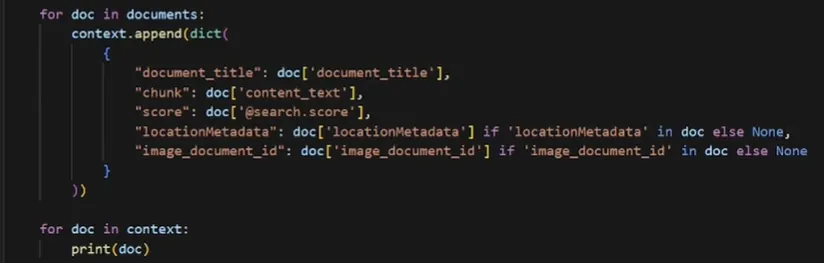 for doc in documents:
    context.append(dict(
        {
            "document_title": doc['document_title'],
            "chunk": doc['content_text'],
            "score": doc['@search.score'],
            "locationMetadata": doc['locationMetadata'] if 'locationMetadata' in doc else None,
            "image_document_id": doc['image_document_id'] if 'image_document_id' in doc else None
        }
    ))
for doc in context:
    print(doc)